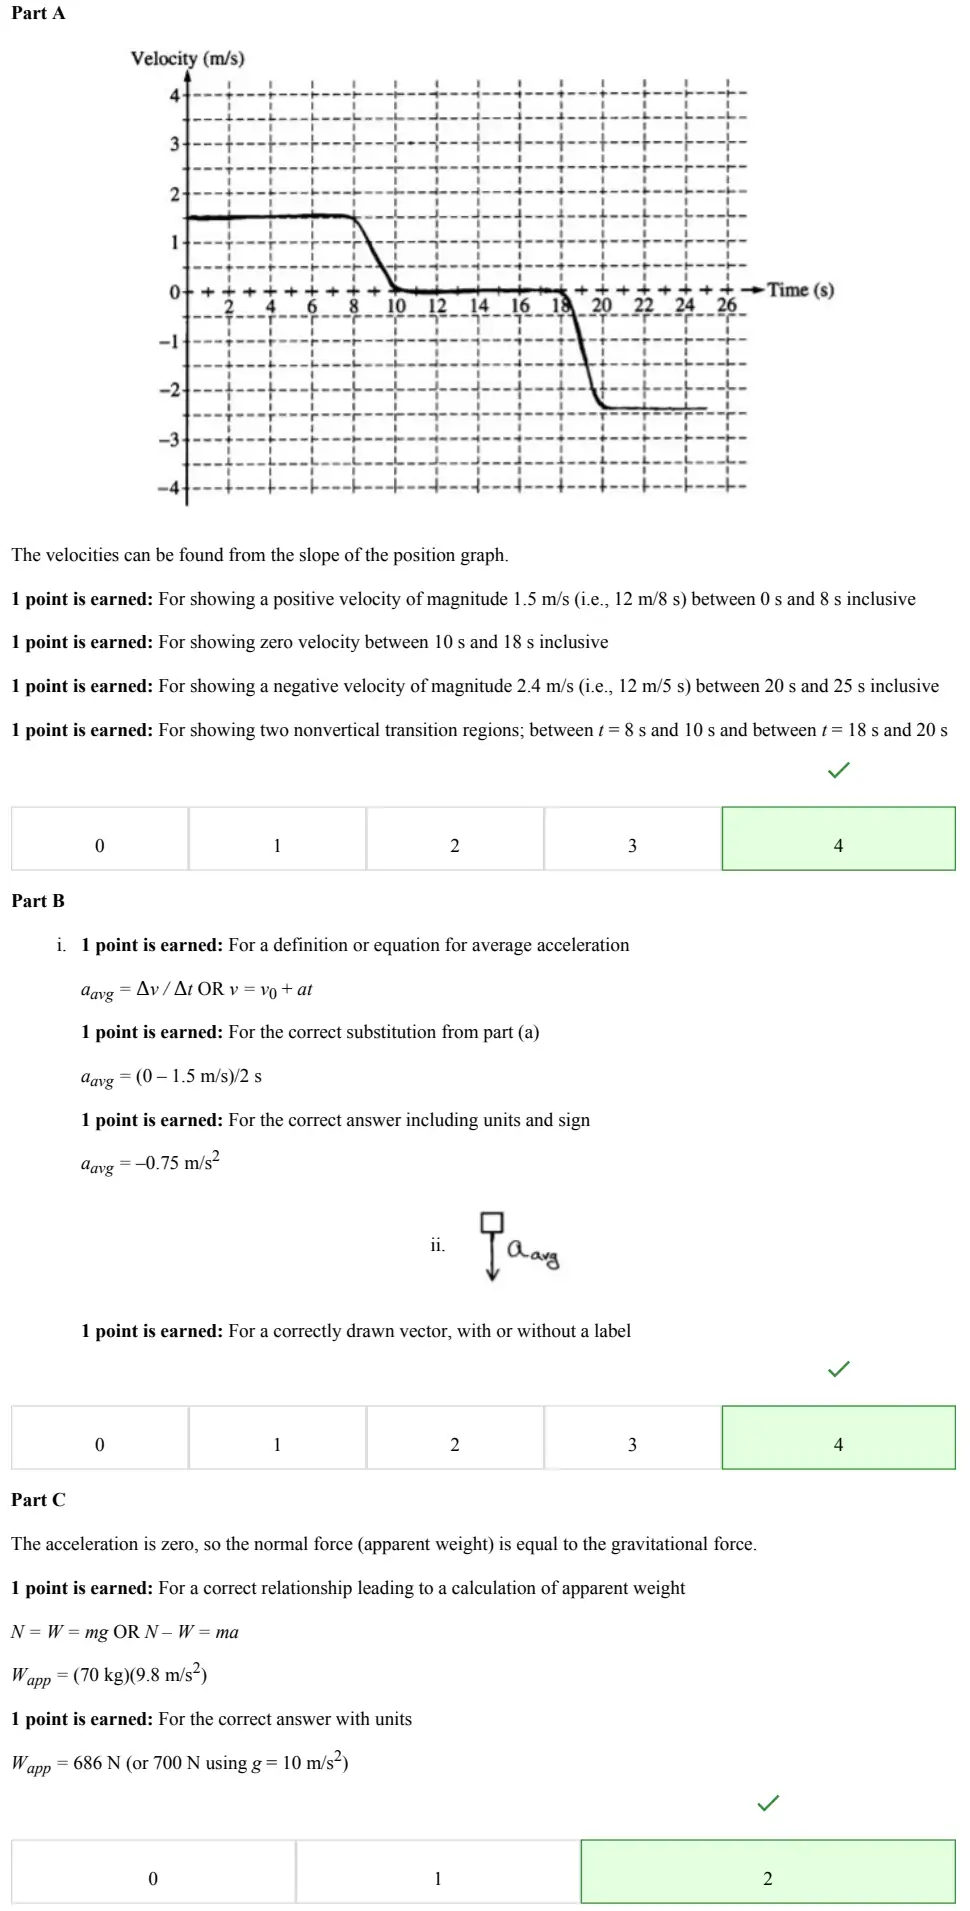 Part A
Velocity (m/s)
4
3
2
1
0
Time (s)
2 4 6 8 10 12 14 16 18 20 22 24 26
–1
–2
–3
–4
The velocities can be found from the slope of the position graph.
1 point is earned: For showing a positive velocity of magnitude 1.5 m/s (i.e., 12 m/8 s) between 0 s and 8 s inclusive
1 point is earned: For showing zero velocity between 10 s and 18 s inclusive
1 point is earned: For showing a negative velocity of magnitude 2.4 m/s (i.e., 12 m/5 s) between 20 s and 25 s inclusive
1 point is earned: For showing two nonvertical transition regions; between t = 8 s and 10 s and between t = 18 s and 20 s
0 1 2 3 4
Part B
i. 1 point is earned: For a definition or equation for average acceleration
a_avg = Δv / Δt OR v = v₀ + at
1 point is earned: For the correct substitution from part (a)
a_avg = (0 – 1.5 m/s)/2 s
1 point is earned: For the correct answer including units and sign
a_avg = –0.75 m/s²
ii. a avg
1 point is earned: For a correctly drawn vector, with or without a label
0 1 2 3 4
Part C
The acceleration is zero, so the normal force (apparent weight) is equal to the gravitational force.
1 point is earned: For a correct relationship leading to a calculation of apparent weight
N = W = mg OR N – W = ma
W_app = (70 kg)(9.8 m/s²)
1 point is earned: For the correct answer with units
W_app = 686 N (or 700 N using g = 10 m/s²)
0 1 2